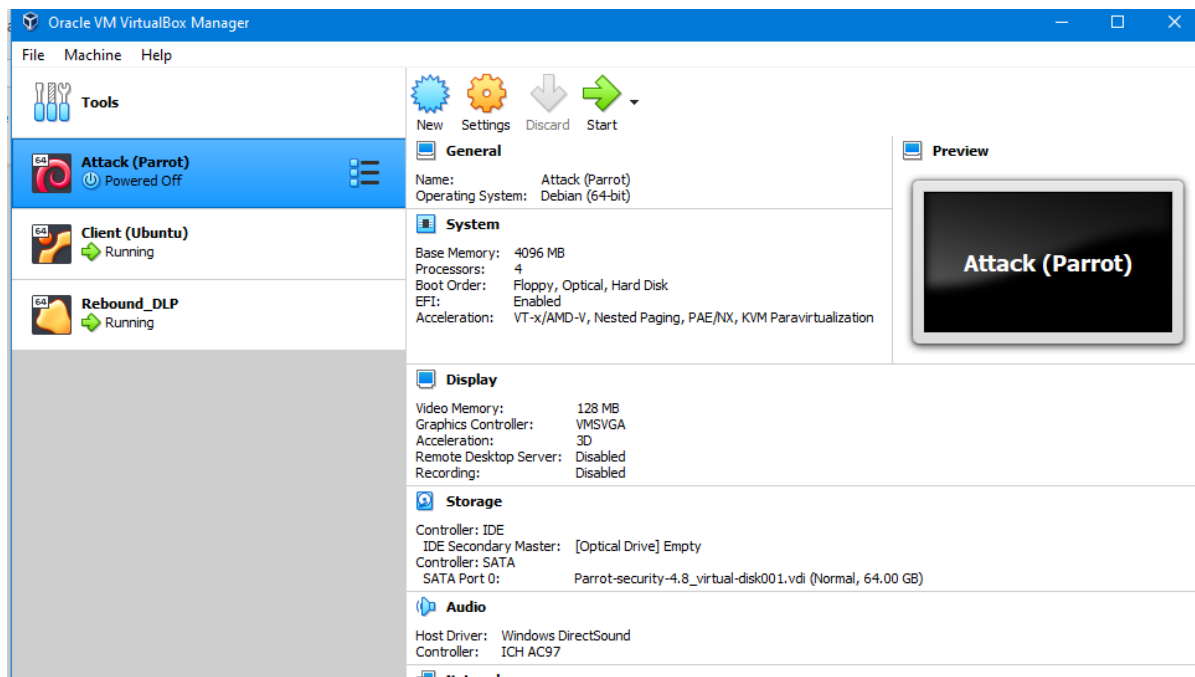 Oracle VM VirtualBox Manager
File Machine Help
Tools
64
Attack (Parrot)
Powered Off
64
Client (Ubuntu)
Running
64
Rebound_DLP
Running
New Settings Discard Start
General
Name: Attack (Parrot)
Operating System: Debian (64-bit)
System
Base Memory: 4096 MB
Processors: 4
Boot Order: Floppy, Optical, Hard Disk
EFI: Enabled
Acceleration: VT-x/AMD-V, Nested Paging, PAE/NX, KVM Paravirtualization
Preview
Attack (Parrot)
Display
Video Memory: 128 MB
Graphics Controller: VMSVGA
Acceleration: 3D
Remote Desktop Server: Disabled
Recording: Disabled
Storage
Controller: IDE
IDE Secondary Master: [Optical Drive] Empty
Controller: SATA
SATA Port 0: Parrot-security-4.8_virtual-disk001.vdi (Normal, 64.00 GB)
Audio
Host Driver: Windows DirectSound
Controller: ICH AC97